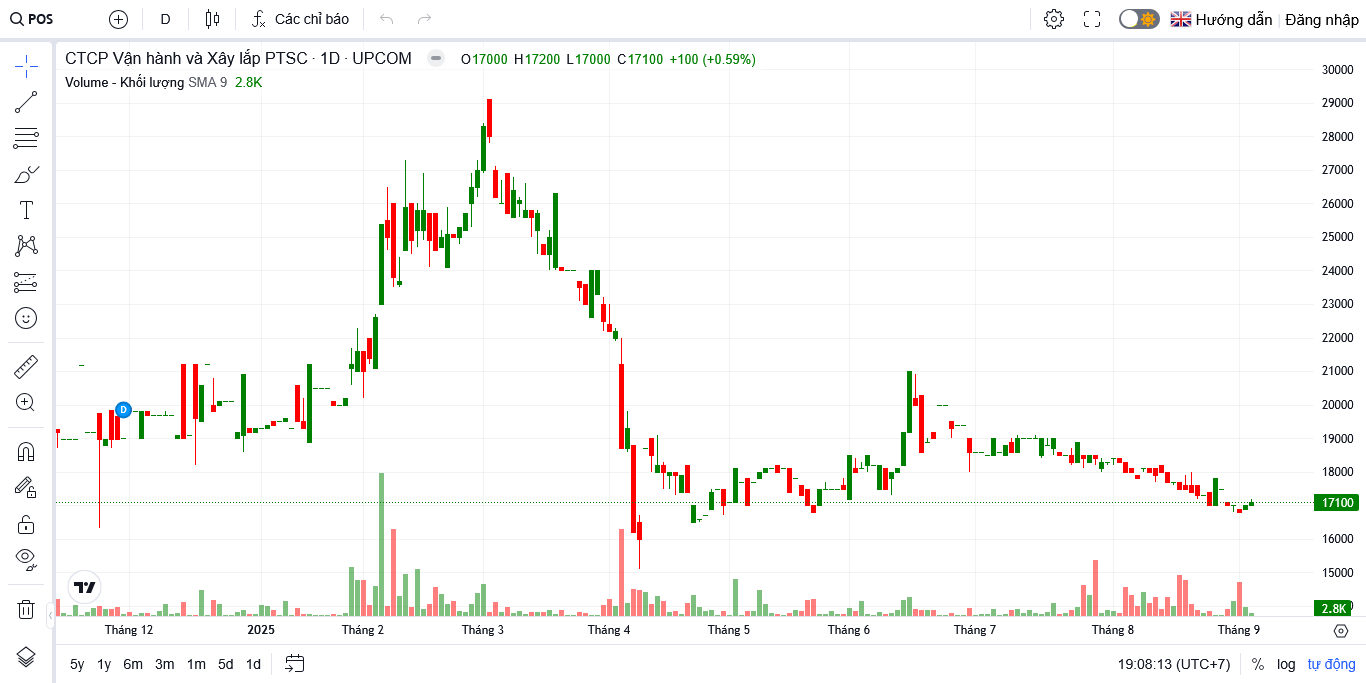 POS D Các chỉ báo Hướng dẫn Đăng nhập
CTCP Vận hành và Xây lắp PTSC · 1D · UPCOM O17000 H17200 L17000 C17100 +100 (+0.59%)
Volume - Khối lượng SMA 9 2.8K
30000
29000
28000
27000
26000
25000
24000
23000
22000
21000
20000
19000
18000
17100
16000
15000
2.8K
D
Tháng 12 2025 Tháng 2 Tháng 3 Tháng 4 Tháng 5 Tháng 6 Tháng 7 Tháng 8 Tháng 9
5y 1y 6m 3m 1m 5d 1d 19:08:13 (UTC+7) % log tự động